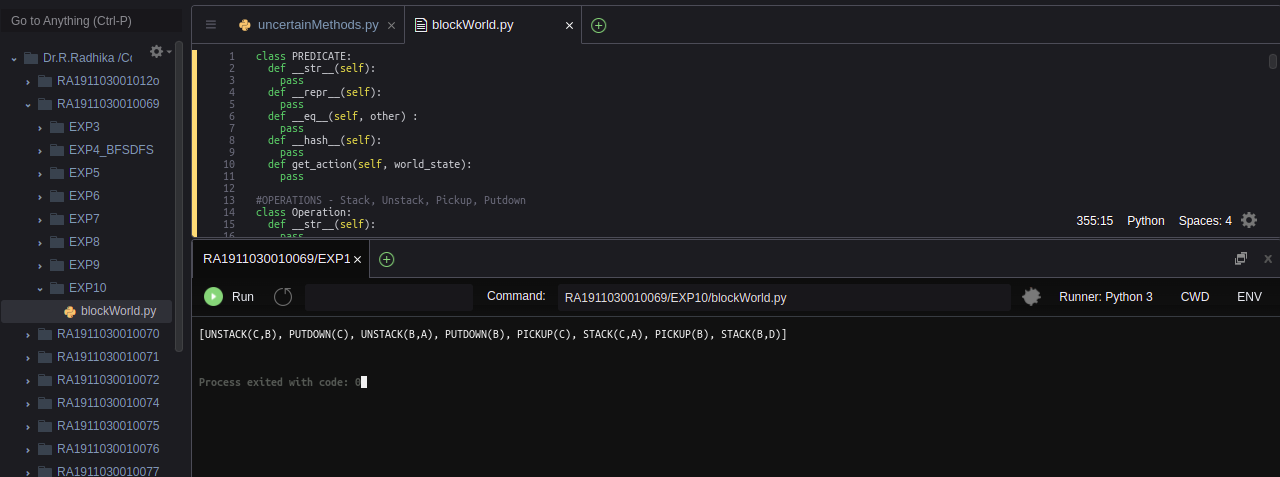 Go to Anything (Ctrl-P)
Dr.R.Radhika /Co
RA191103001012o
RA1911030010069
EXP3
EXP4_BFSDFS
EXP5
EXP6
EXP7
EXP8
EXP9
EXP10
blockWorld.py
RA1911030010070
RA1911030010071
RA1911030010072
RA1911030010074
RA1911030010075
RA1911030010076
RA1911030010077
uncertainMethods.py × blockWorld.py ×
1 class PREDICATE:
2 def __str__(self):
3 pass
4 def __repr__(self):
5 pass
6 def __eq__(self, other) :
7 pass
8 def __hash__(self):
9 pass
10 def get_action(self, world_state):
11 pass
12
13 #OPERATIONS - Stack, Unstack, Pickup, Putdown
14 class Operation:
15 def __str__(self):
16 pass
355:15 Python Spaces: 4
RA1911030010069/EXP1 ×
Run Command: RA1911030010069/EXP10/blockWorld.py Runner: Python 3 CWD ENV
[UNSTACK(C,B), PUTDOWN(C), UNSTACK(B,A), PUTDOWN(B), PICKUP(C), STACK(C,A), PICKUP(B), STACK(B,D)]
Process exited with code: 0